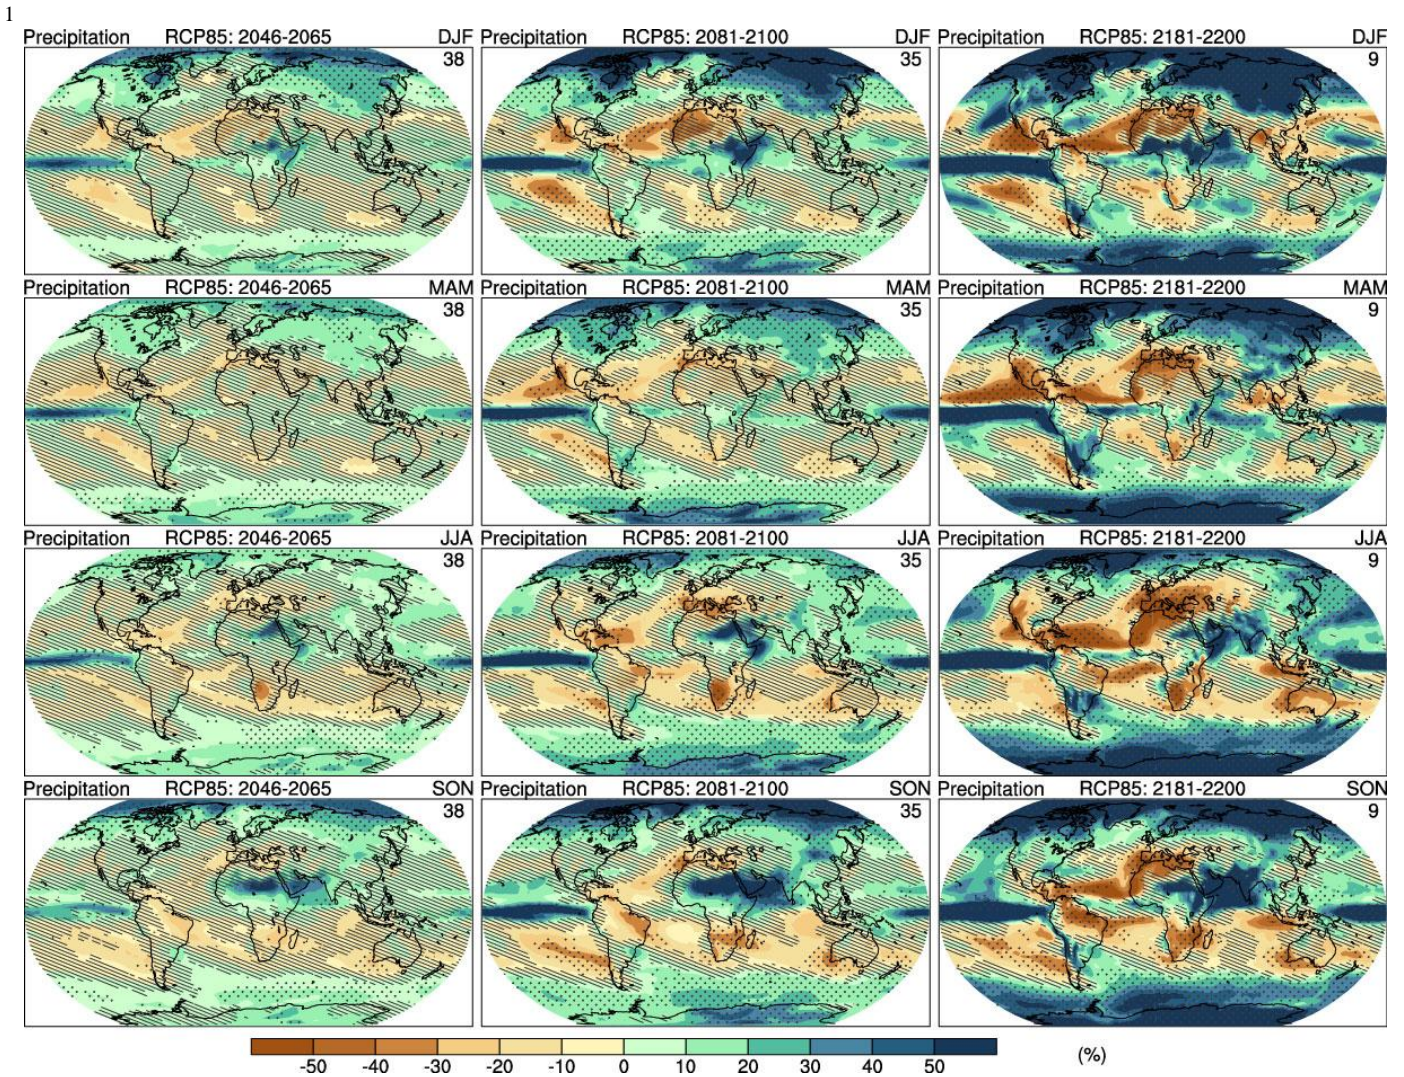 1
Precipitation RCP85: 2046-2065 DJF Precipitation RCP85: 2081-2100 DJF Precipitation RCP85: 2181-2200 DJF
38 35 9
Precipitation RCP85: 2046-2065 MAM Precipitation RCP85: 2081-2100 MAM Precipitation RCP85: 2181-2200 MAM
38 35 9
Precipitation RCP85: 2046-2065 JJA Precipitation RCP85: 2081-2100 JJA Precipitation RCP85: 2181-2200 JJA
38 35 9
Precipitation RCP85: 2046-2065 SON Precipitation RCP85: 2081-2100 SON Precipitation RCP85: 2181-2200 SON
38 35 9
-50 -40 -30 -20 -10 0 10 20 30 40 50 (%)